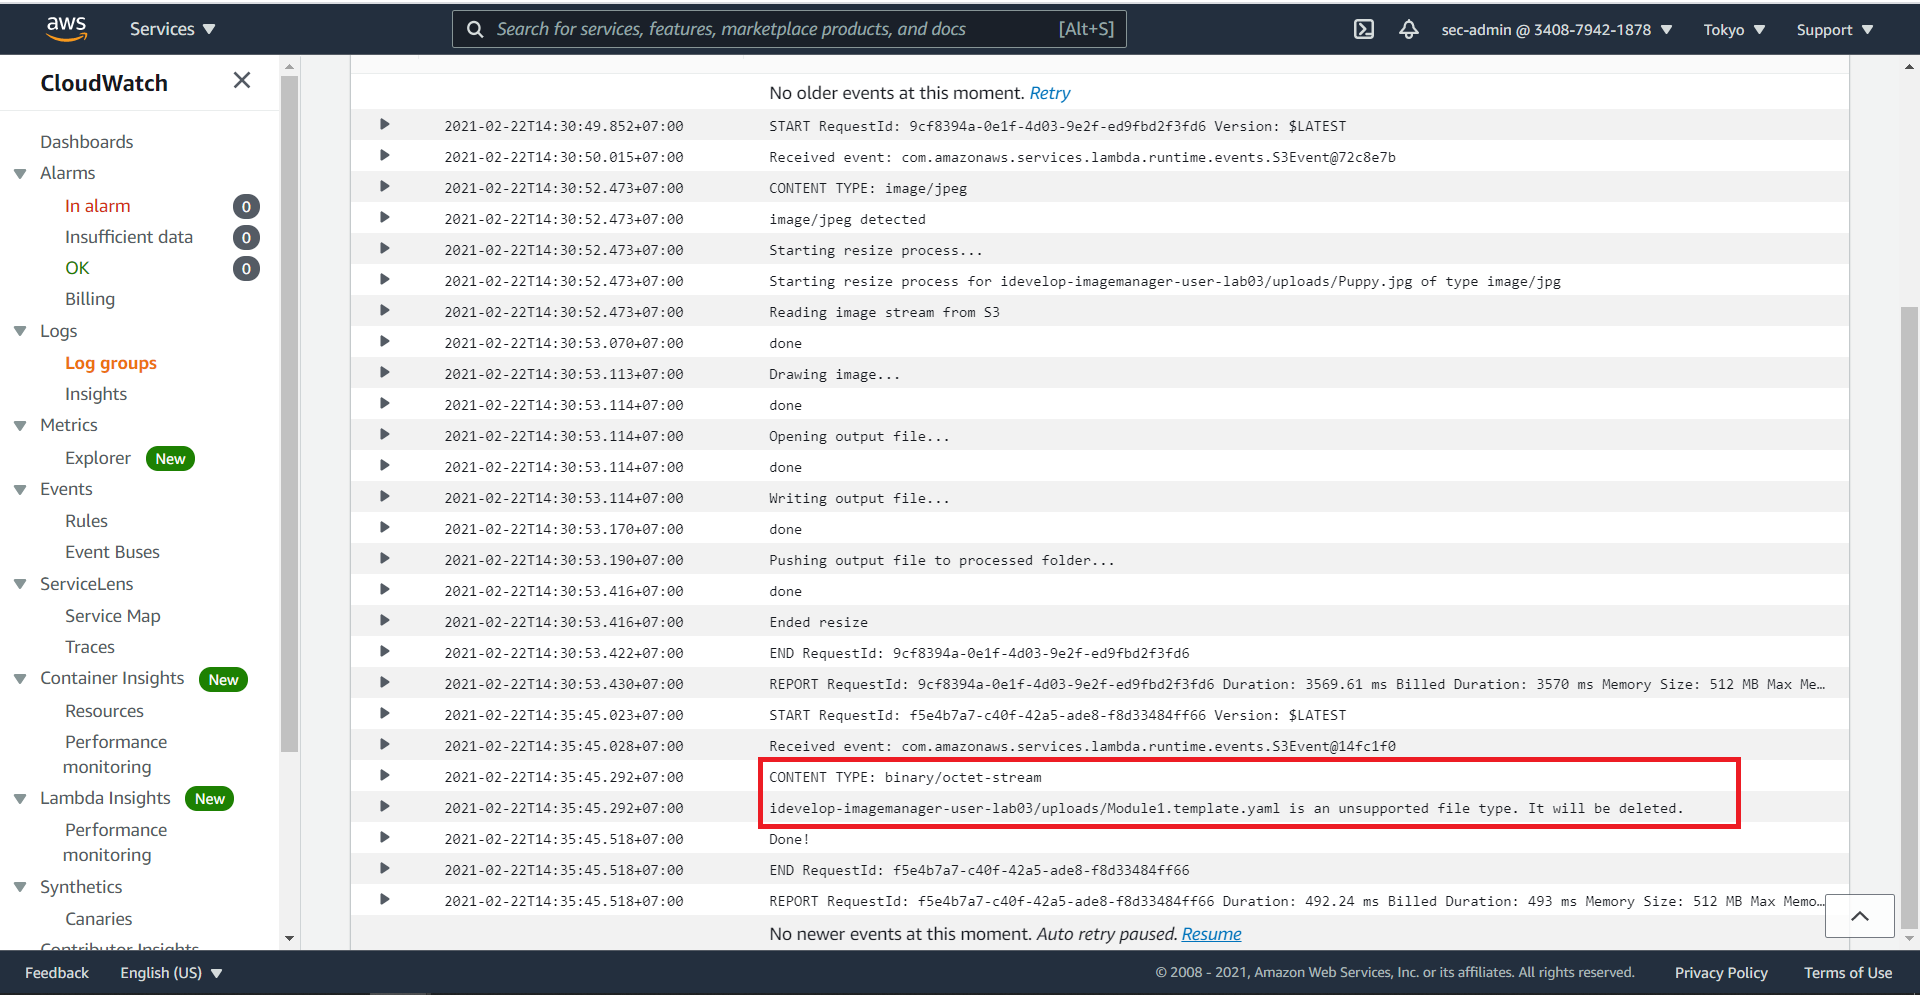 aws
Services
Search for services, features, marketplace products, and docs [Alt+S]
sec-admin @ 3408-7942-1878
Tokyo
Support
CloudWatch
Dashboards
Alarms
In alarm 0
Insufficient data 0
OK 0
Billing
Logs
Log groups
Insights
Metrics
Explorer New
Events
Rules
Event Buses
ServiceLens
Service Map
Traces
Container Insights New
Resources
Performance
monitoring
Lambda Insights New
Performance
monitoring
Synthetics
Canaries
Contributor Insights
No older events at this moment. Retry
2021-02-22T14:30:49.852+07:00 START RequestId: 9cf8394a-0e1f-4d03-9e2f-ed9fbd2f3fd6 Version: $LATEST
2021-02-22T14:30:50.015+07:00 Received event: com.amazonaws.services.lambda.runtime.events.S3Event@72c8e7b
2021-02-22T14:30:52.473+07:00 CONTENT TYPE: image/jpeg
2021-02-22T14:30:52.473+07:00 image/jpeg detected
2021-02-22T14:30:52.473+07:00 Starting resize process...
2021-02-22T14:30:52.473+07:00 Starting resize process for idevelop-imagemanager-user-lab03/uploads/Puppy.jpg of type image/jpg
2021-02-22T14:30:52.473+07:00 Reading image stream from S3
2021-02-22T14:30:53.070+07:00 done
2021-02-22T14:30:53.113+07:00 Drawing image...
2021-02-22T14:30:53.114+07:00 done
2021-02-22T14:30:53.114+07:00 Opening output file...
2021-02-22T14:30:53.114+07:00 done
2021-02-22T14:30:53.114+07:00 Writing output file...
2021-02-22T14:30:53.170+07:00 done
2021-02-22T14:30:53.190+07:00 Pushing output file to processed folder...
2021-02-22T14:30:53.416+07:00 done
2021-02-22T14:30:53.416+07:00 Ended resize
2021-02-22T14:30:53.422+07:00 END RequestId: 9cf8394a-0e1f-4d03-9e2f-ed9fbd2f3fd6
2021-02-22T14:30:53.430+07:00 REPORT RequestId: 9cf8394a-0e1f-4d03-9e2f-ed9fbd2f3fd6 Duration: 3569.61 ms Billed Duration: 3570 ms Memory Size: 512 MB Max Me…
2021-02-22T14:35:45.023+07:00 START RequestId: f5e4b7a7-c40f-42a5-ade8-f8d33484ff66 Version: $LATEST
2021-02-22T14:35:45.028+07:00 Received event: com.amazonaws.services.lambda.runtime.events.S3Event@14fc1f0
2021-02-22T14:35:45.292+07:00 CONTENT TYPE: binary/octet-stream
2021-02-22T14:35:45.292+07:00 idevelop-imagemanager-user-lab03/uploads/Module1.template.yaml is an unsupported file type. It will be deleted.
2021-02-22T14:35:45.518+07:00 Done!
2021-02-22T14:35:45.518+07:00 END RequestId: f5e4b7a7-c40f-42a5-ade8-f8d33484ff66
2021-02-22T14:35:45.518+07:00 REPORT RequestId: f5e4b7a7-c40f-42a5-ade8-f8d33484ff66 Duration: 492.24 ms Billed Duration: 493 ms Memory Size: 512 MB Max Memo…
No newer events at this moment. Auto retry paused. Resume
Feedback
English (US)
© 2008 - 2021, Amazon Web Services, Inc. or its affiliates. All rights reserved.
Privacy Policy
Terms of Use